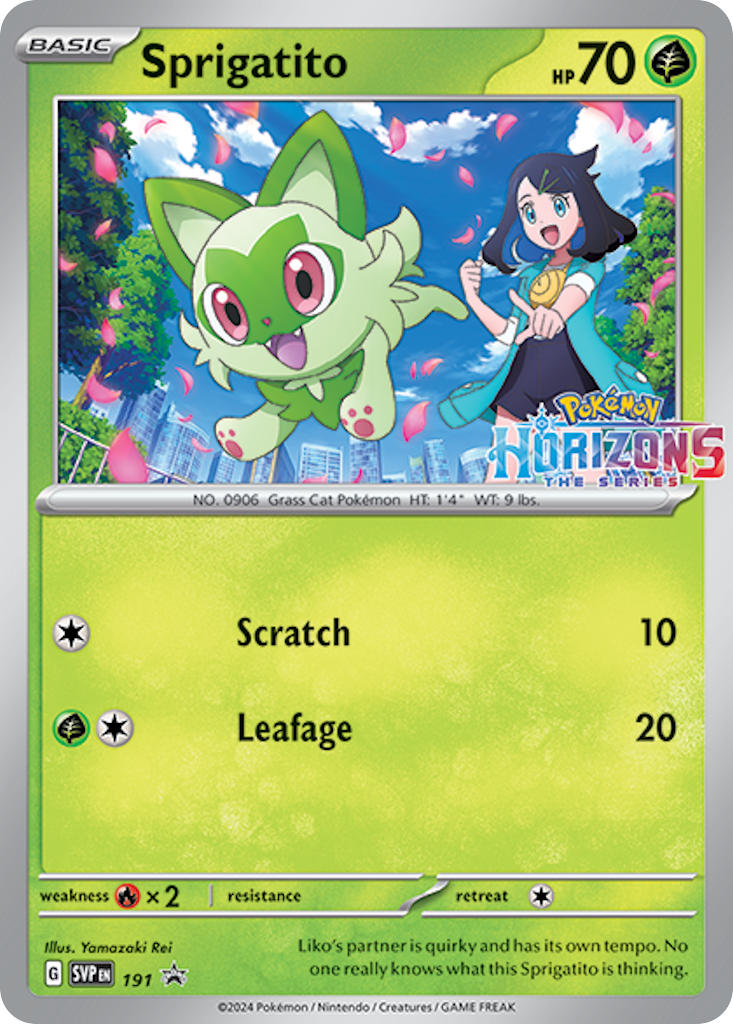 BASIC Sprigatito HP 70
POKéMON
HORIZONS
THE SERIES
NO. 0906 Grass Cat Pokémon HT: 1'4" WT: 9 lbs.
Scratch 10
Leafage 20
weakness ×2 resistance retreat
Illus. Yamazaki Rei
Liko's partner is quirky and has its own tempo. No
one really knows what this Sprigatito is thinking.
G SVP EN 191
©2024 Pokémon / Nintendo / Creatures / GAME FREAK